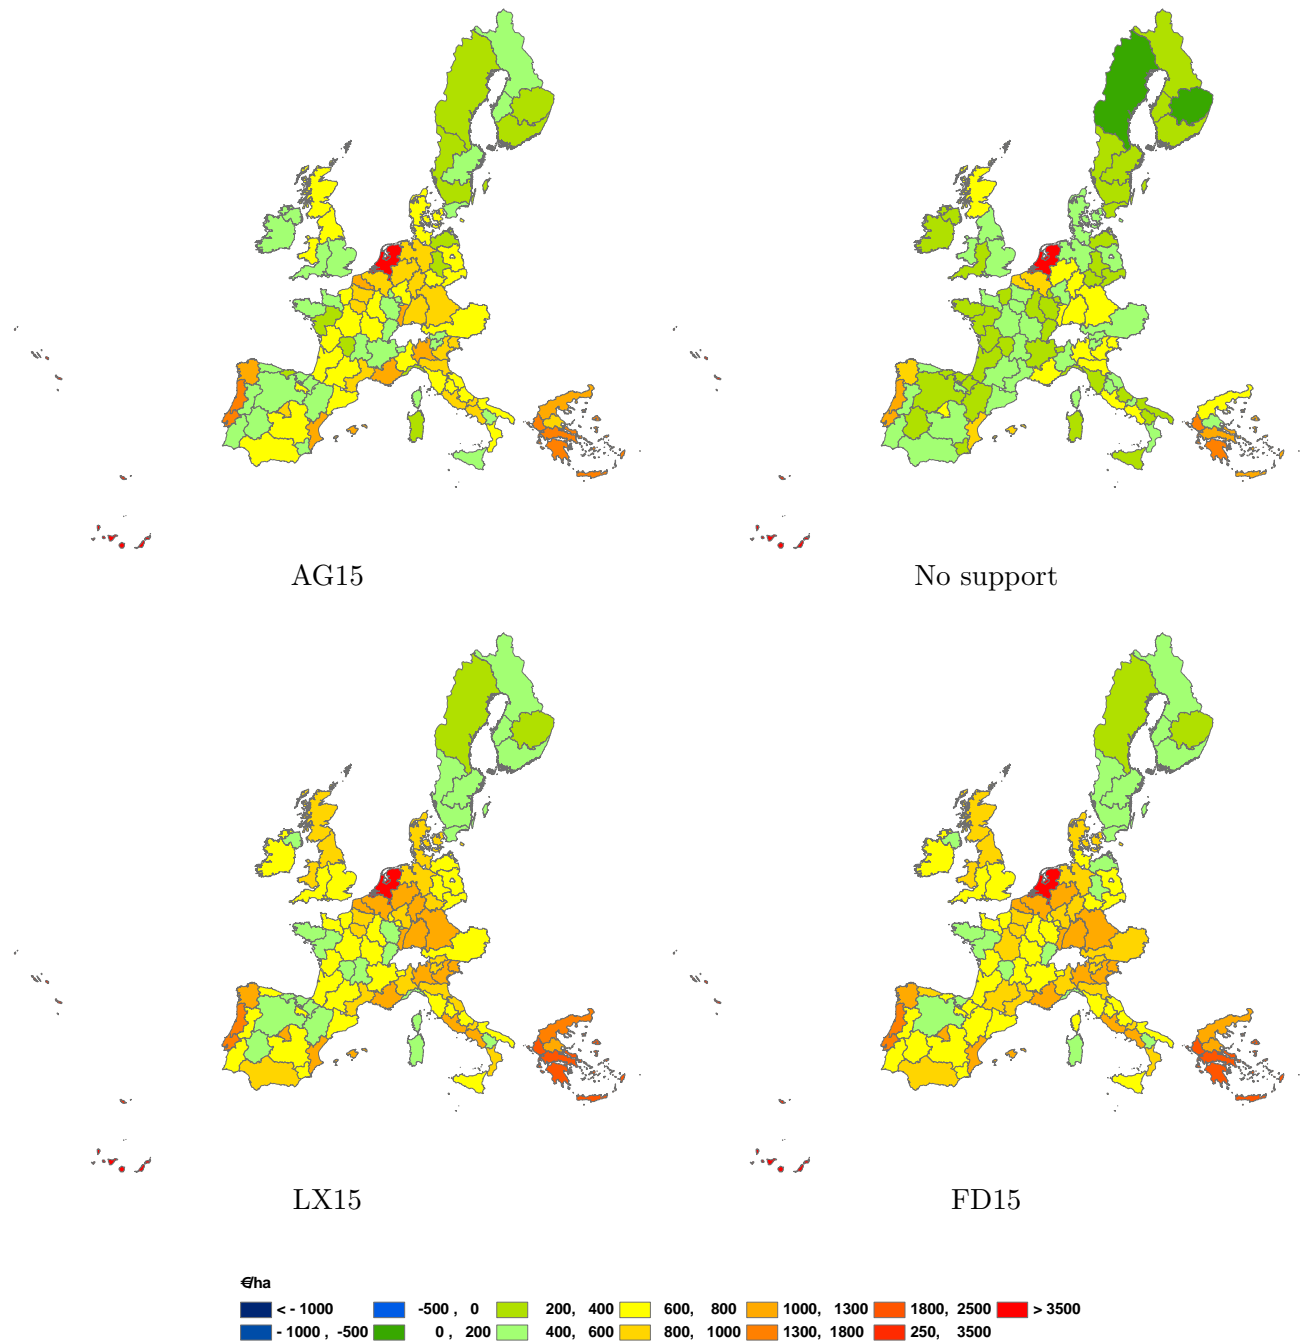 AG15
No support
LX15
FD15
€/ha
< - 1000 -500 , 0 200, 400 600, 800 1000, 1300 1800, 2500 > 3500
- 1000 , -500 0 , 200 400, 600 800, 1000 1300, 1800 250, 3500